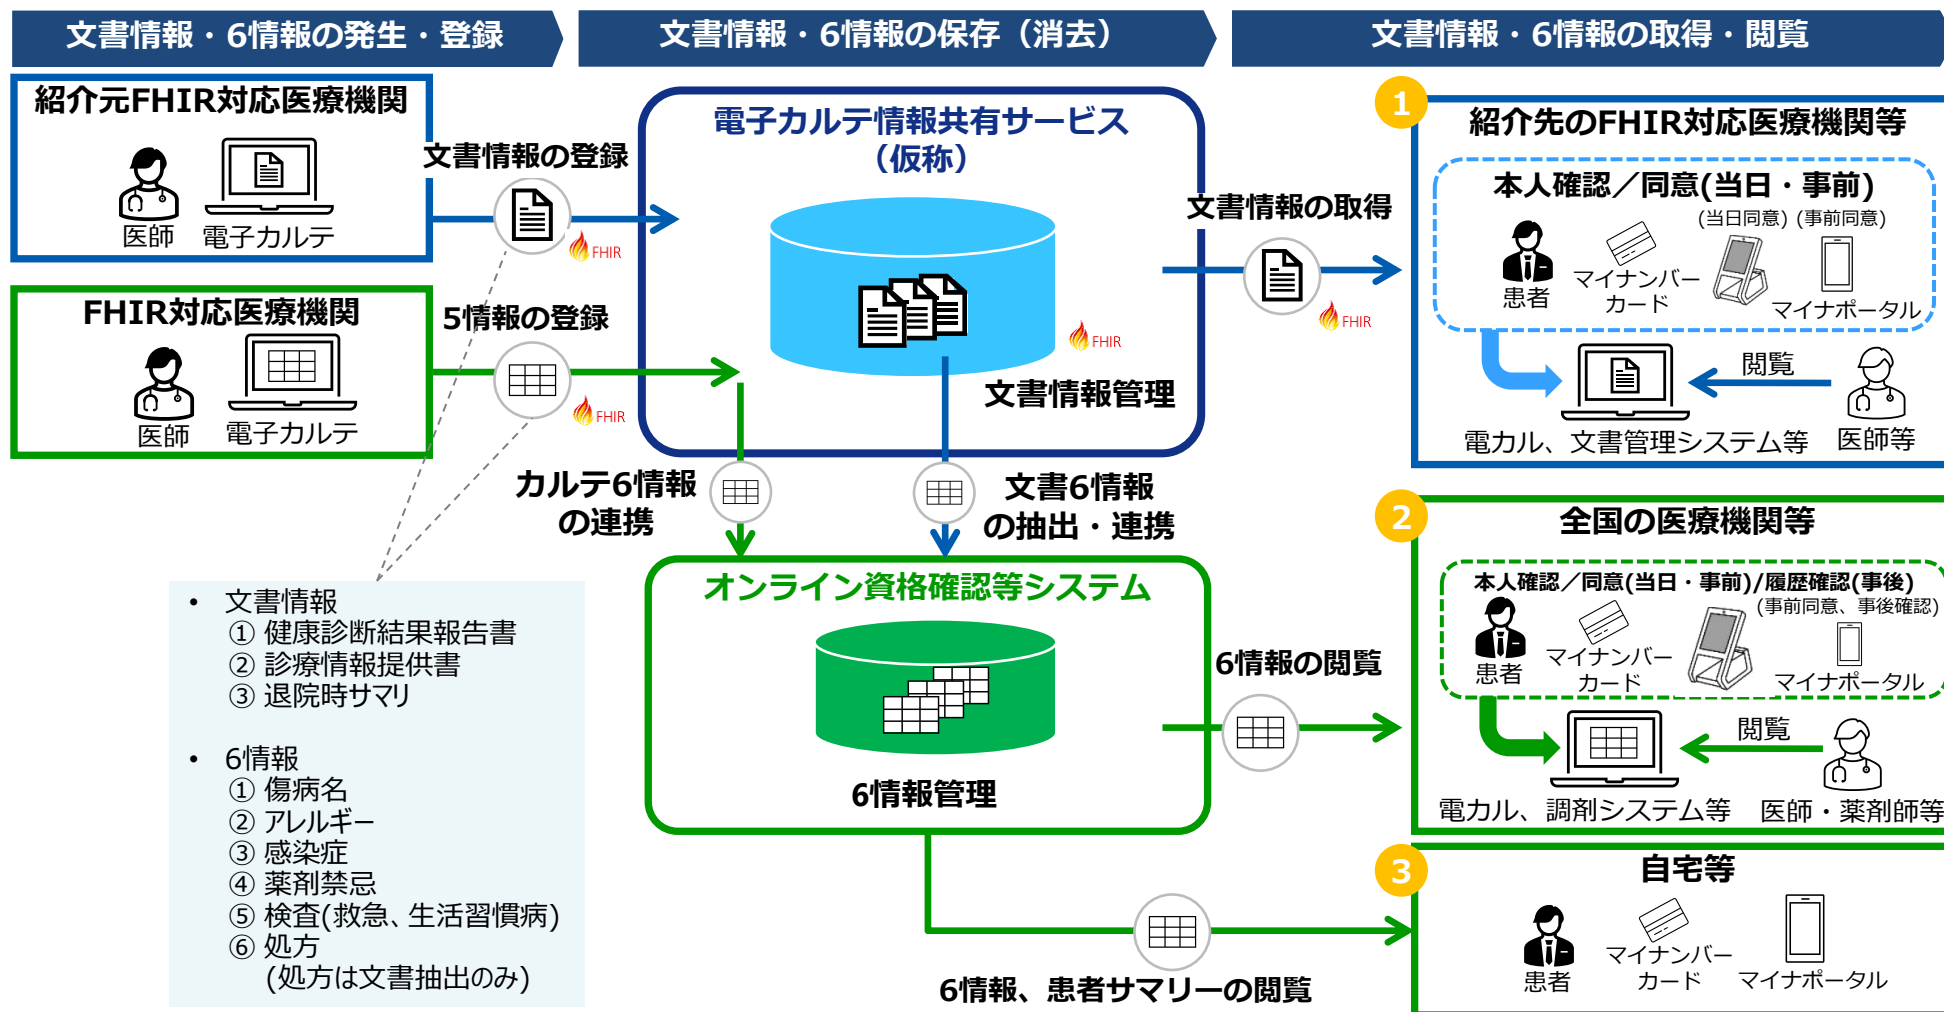 文書情報・6情報の発生・登録
文書情報・6情報の保存（消去）
文書情報・6情報の取得・閲覧
紹介元FHIR対応医療機関
医師
電子カルテ
文書情報の登録
FHIR
FHIR対応医療機関
医師
電子カルテ
5情報の登録
FHIR
電子カルテ情報共有サービス
（仮称）
FHIR
文書情報管理
文書情報の取得
FHIR
カルテ6情報
の連携
文書6情報
の抽出・連携
オンライン資格確認等システム
6情報管理
6情報の閲覧
6情報、患者サマリーの閲覧
• 文書情報
① 健康診断結果報告書
② 診療情報提供書
③ 退院時サマリ
• 6情報
① 傷病名
② アレルギー
③ 感染症
④ 薬剤禁忌
⑤ 検査(救急、生活習慣病)
⑥ 処方
(処方は文書抽出のみ)
1
紹介先のFHIR対応医療機関等
本人確認／同意(当日・事前)
(当日同意) (事前同意)
患者
マイナンバー
カード
マイナポータル
閲覧
電カル、文書管理システム等
医師等
2
全国の医療機関等
本人確認／同意(当日・事前)/履歴確認(事後)
(事前同意、事後確認)
患者
マイナンバー
カード
マイナポータル
閲覧
電カル、調剤システム等
医師・薬剤師等
3
自宅等
患者
マイナンバー
カード
マイナポータル